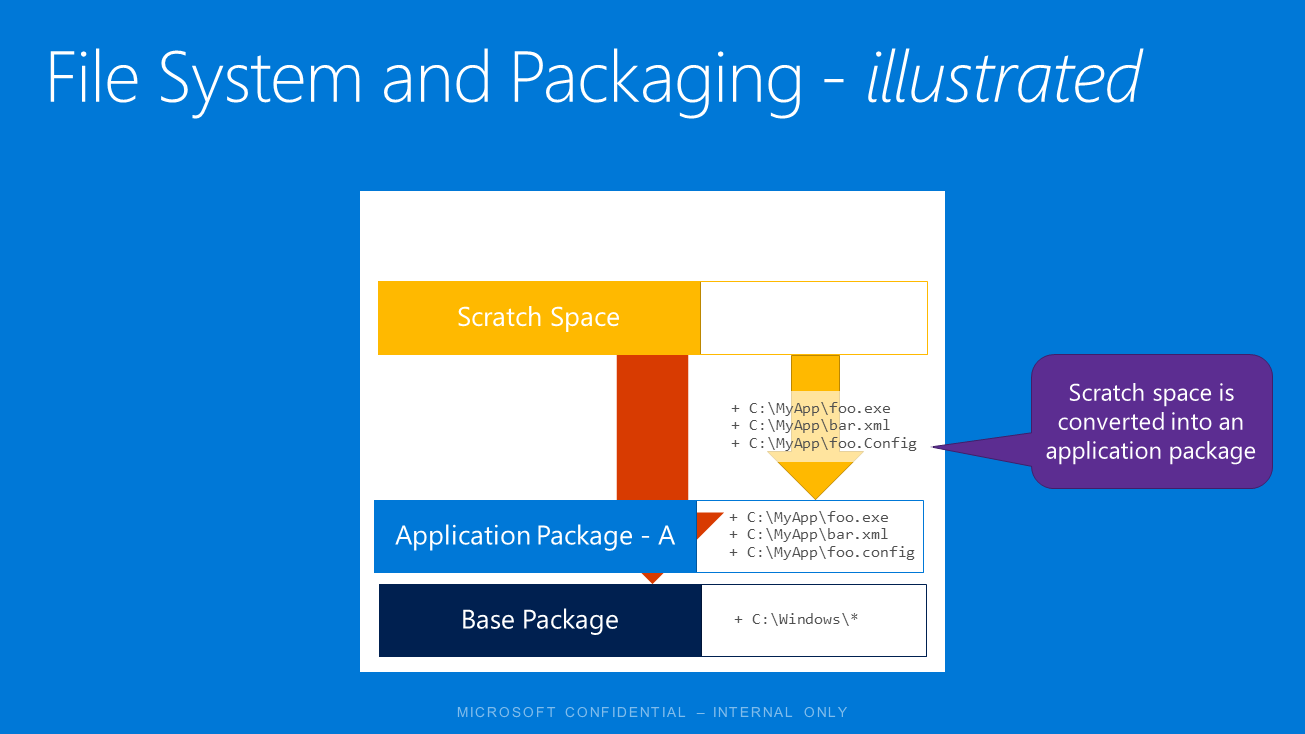 File System and Packaging - illustrated
Scratch Space
+ C:\MyApp\foo.exe
+ C:\MyApp\bar.xml
+ C:\MyApp\foo.Config
Scratch space is
converted into an
application package
Application Package - A
+ C:\MyApp\foo.exe
+ C:\MyApp\bar.xml
+ C:\MyApp\foo.config
Base Package
+ C:\Windows\*
MICROSOFT CONFIDENTIAL – INTERNAL ONLY